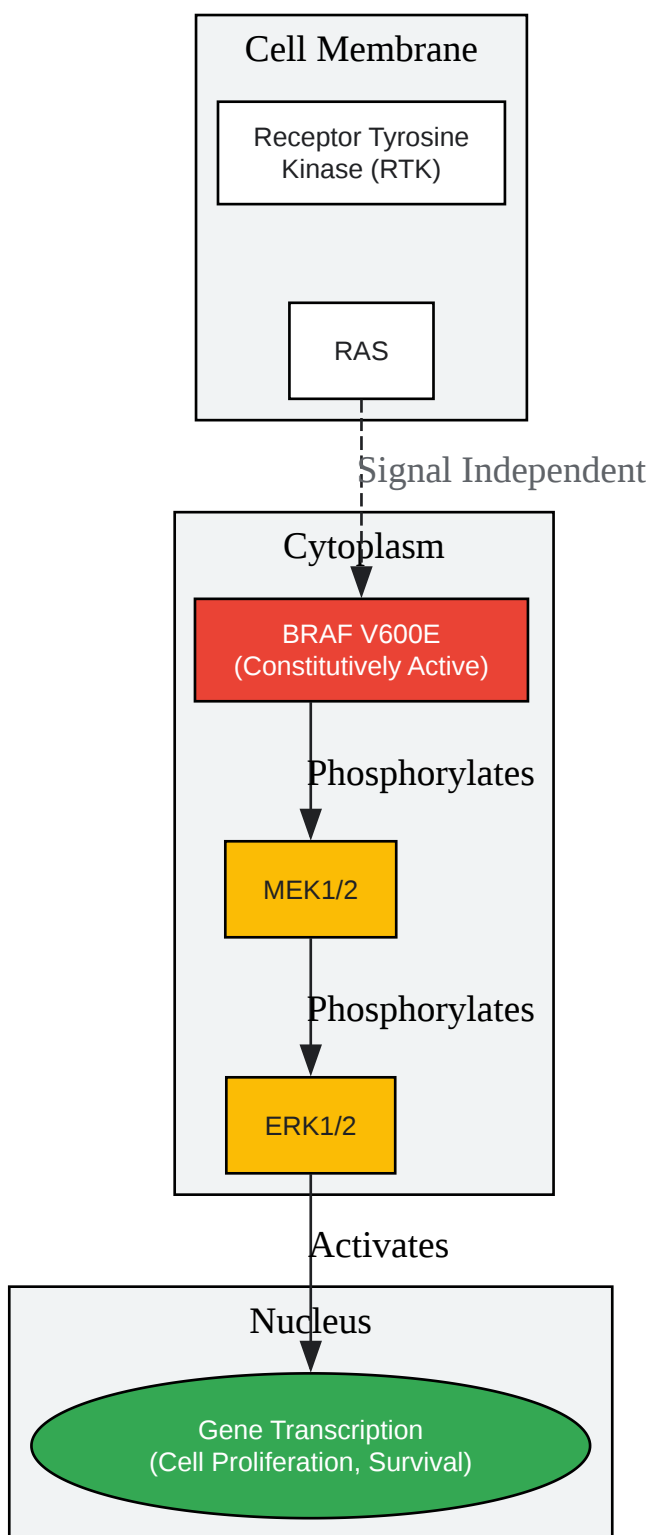 Cell Membrane
Receptor Tyrosine
Kinase (RTK)
RAS
Signal Independent
Cytoplasm
BRAF V600E
(Constitutively Active)
Phosphorylates
MEK1/2
Phosphorylates
ERK1/2
Activates
Nucleus
Gene Transcription
(Cell Proliferation, Survival)